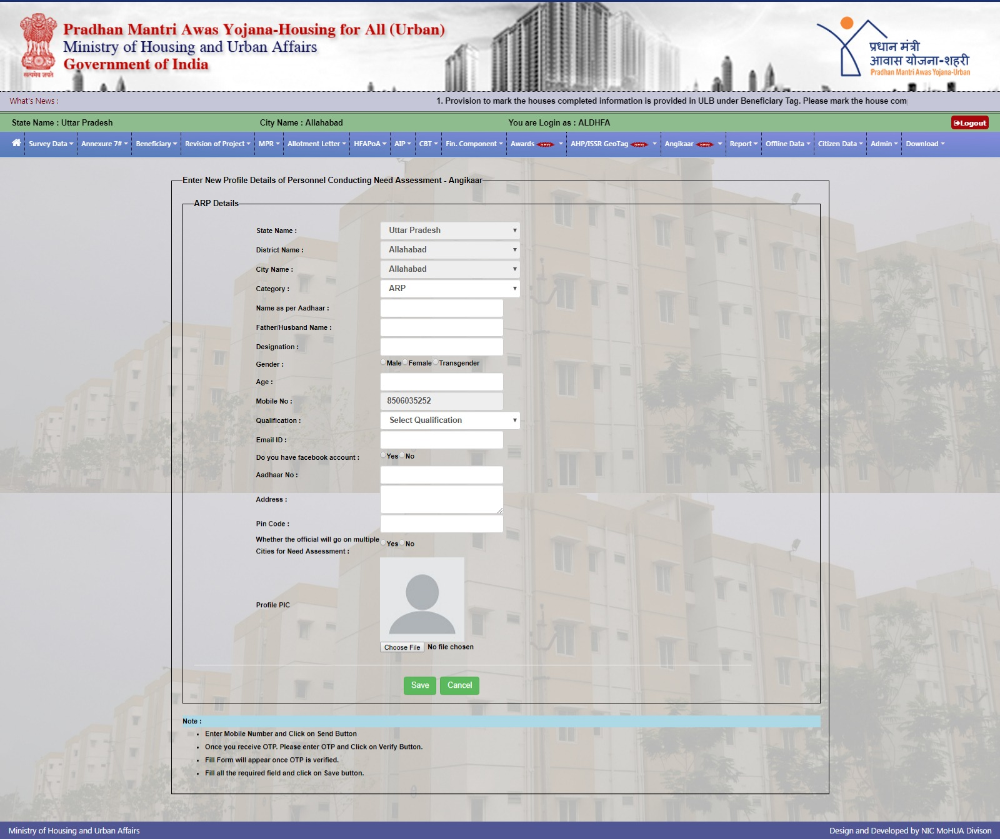 Pradhan Mantri Awas Yojana-Housing for All (Urban)
Ministry of Housing and Urban Affairs
Government of India
सत्यमेव जयते
प्रधान मंत्री
आवास योजना-शहरी
Pradhan Mantri Awas Yojana-Urban
What's News :
1. Provision to mark the houses completed information is provided in ULB under Beneficiary Tag. Please mark the house com
State Name : Uttar Pradesh City Name : Allahabad You are Login as : ALDHFA Logout
Survey Data Annexure 7# Beneficiary Revision of Project MPR Allotment Letter HFAPoA AIP CBT Fin. Component Awards NEW AHP/ISSR GeoTag NEW Angikaar NEW Report Offline Data Citizen Data Admin Download
Enter New Profile Details of Personnel Conducting Need Assessment - Angikaar
ARP Details
State Name : Uttar Pradesh
District Name : Allahabad
City Name : Allahabad
Category : ARP
Name as per Aadhaar :
Father/Husband Name :
Designation :
Gender : Male Female Transgender
Age :
Mobile No : 8506035252
Qualification : Select Qualification
Email ID :
Do you have facebook account : Yes No
Aadhaar No :
Address :
Pin Code :
Whether the official will go on multiple
Cities for Need Assessment : Yes No
Profile PIC
Choose File No file chosen
Save Cancel
Note :
• Enter Mobile Number and Click on Send Button
• Once you receive OTP. Please enter OTP and Click on Verify Button.
• Fill Form will appear once OTP is verified.
• Fill all the required field and click on Save button.
Ministry of Housing and Urban Affairs Design and Developed by NIC MoHUA Divison